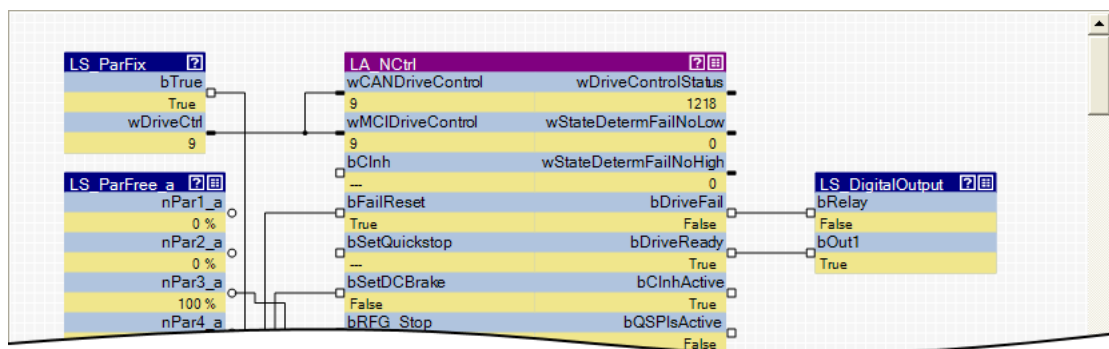 LS_ParFix
bTrue
True
wDriveCtrl
9
LS_ParFree_a
nPar1_a
0 %
nPar2_a
0 %
nPar3_a
100 %
nPar4_a
LA_NCtrl
wCANDriveControl wDriveControlStatus
9 1218
wMCIDriveControl wStateDetermFailNoLow
9 0
bCInh wStateDetermFailNoHigh
--- 0
bFailReset bDriveFail
True False
bSetQuickstop bDriveReady
--- True
bSetDCBrake bCInhActive
False True
bRFG_Stop bQSPIsActive
False
LS_DigitalOutput
bRelay
False
bOut1
True